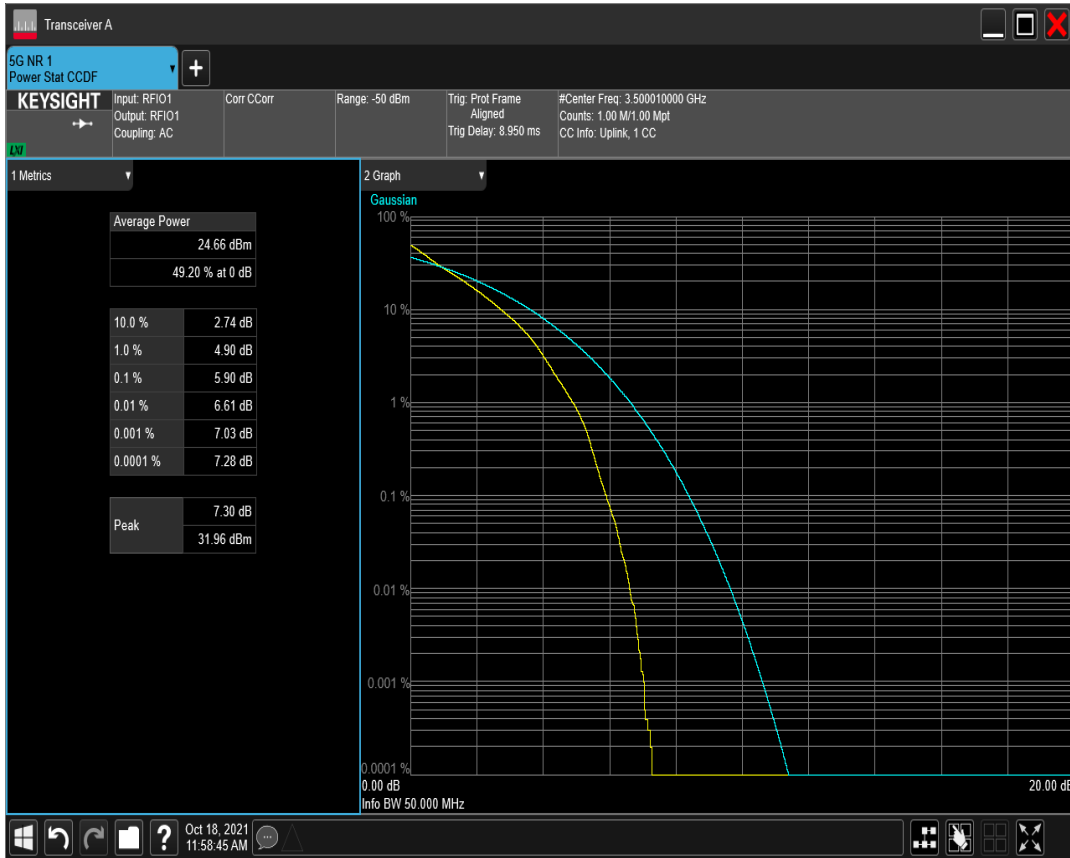 Transceiver A
5G NR 1
Power Stat CCDF
KEYSIGHT
LXI
Input: RFIO1
Output: RFIO1
Coupling: AC
Corr CCorr
Range: -50 dBm
Trig: Prot Frame
Aligned
Trig Delay: 8.950 ms
#Center Freq: 3.500010000 GHz
Counts: 1.00 M/1.00 Mpt
CC Info: Uplink, 1 CC
1 Metrics
Average Power
24.66 dBm
49.20 % at 0 dB
10.0 % 2.74 dB
1.0 % 4.90 dB
0.1 % 5.90 dB
0.01 % 6.61 dB
0.001 % 7.03 dB
0.0001 % 7.28 dB
Peak
7.30 dB
31.96 dBm
2 Graph
Gaussian
100 %
10 %
1 %
0.1 %
0.01 %
0.001 %
0.0001 %
0.00 dB 20.00 dB
Info BW 50.000 MHz
?
Oct 18, 2021
11:58:45 AM